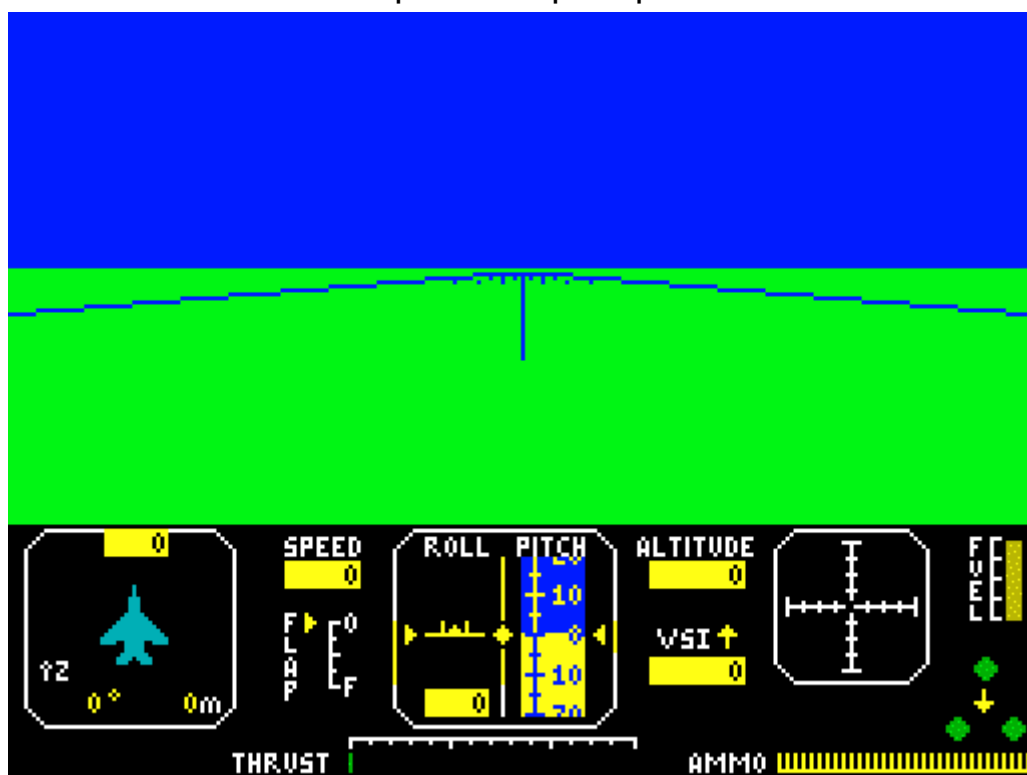 0
SPEED
0
FLAP
0
F
↑Z
0°
0m
ROLL
0
PITCH
10
0
10
ALTITUDE
0
VSI ↑
0
FUEL
THRUST
AMMO